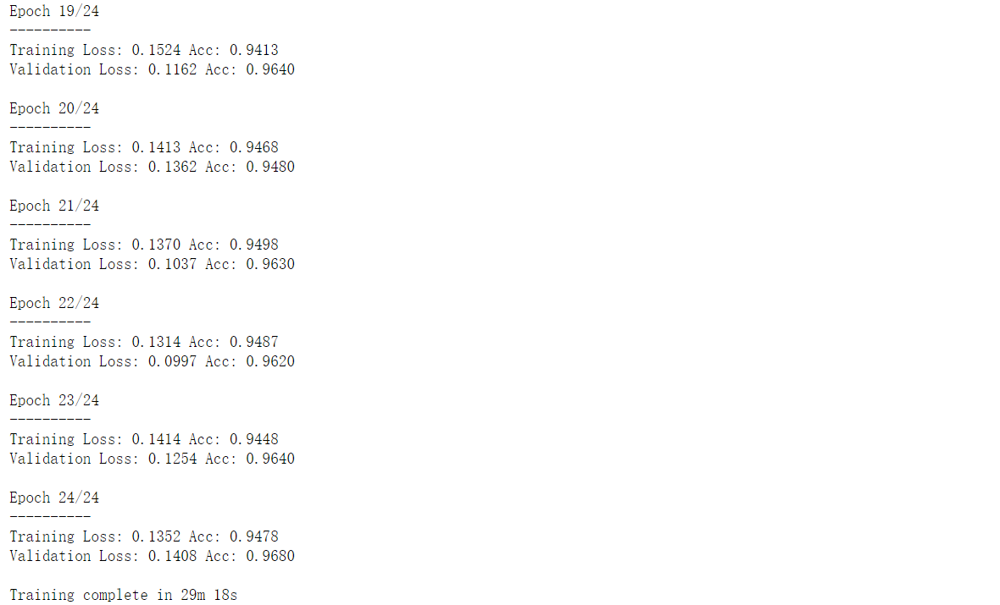 Epoch 19/24
----------
Training Loss: 0.1524 Acc: 0.9413
Validation Loss: 0.1162 Acc: 0.9640
Epoch 20/24
----------
Training Loss: 0.1413 Acc: 0.9468
Validation Loss: 0.1362 Acc: 0.9480
Epoch 21/24
----------
Training Loss: 0.1370 Acc: 0.9498
Validation Loss: 0.1037 Acc: 0.9630
Epoch 22/24
----------
Training Loss: 0.1314 Acc: 0.9487
Validation Loss: 0.0997 Acc: 0.9620
Epoch 23/24
----------
Training Loss: 0.1414 Acc: 0.9448
Validation Loss: 0.1254 Acc: 0.9640
Epoch 24/24
----------
Training Loss: 0.1352 Acc: 0.9478
Validation Loss: 0.1408 Acc: 0.9680
Training complete in 29m 18s